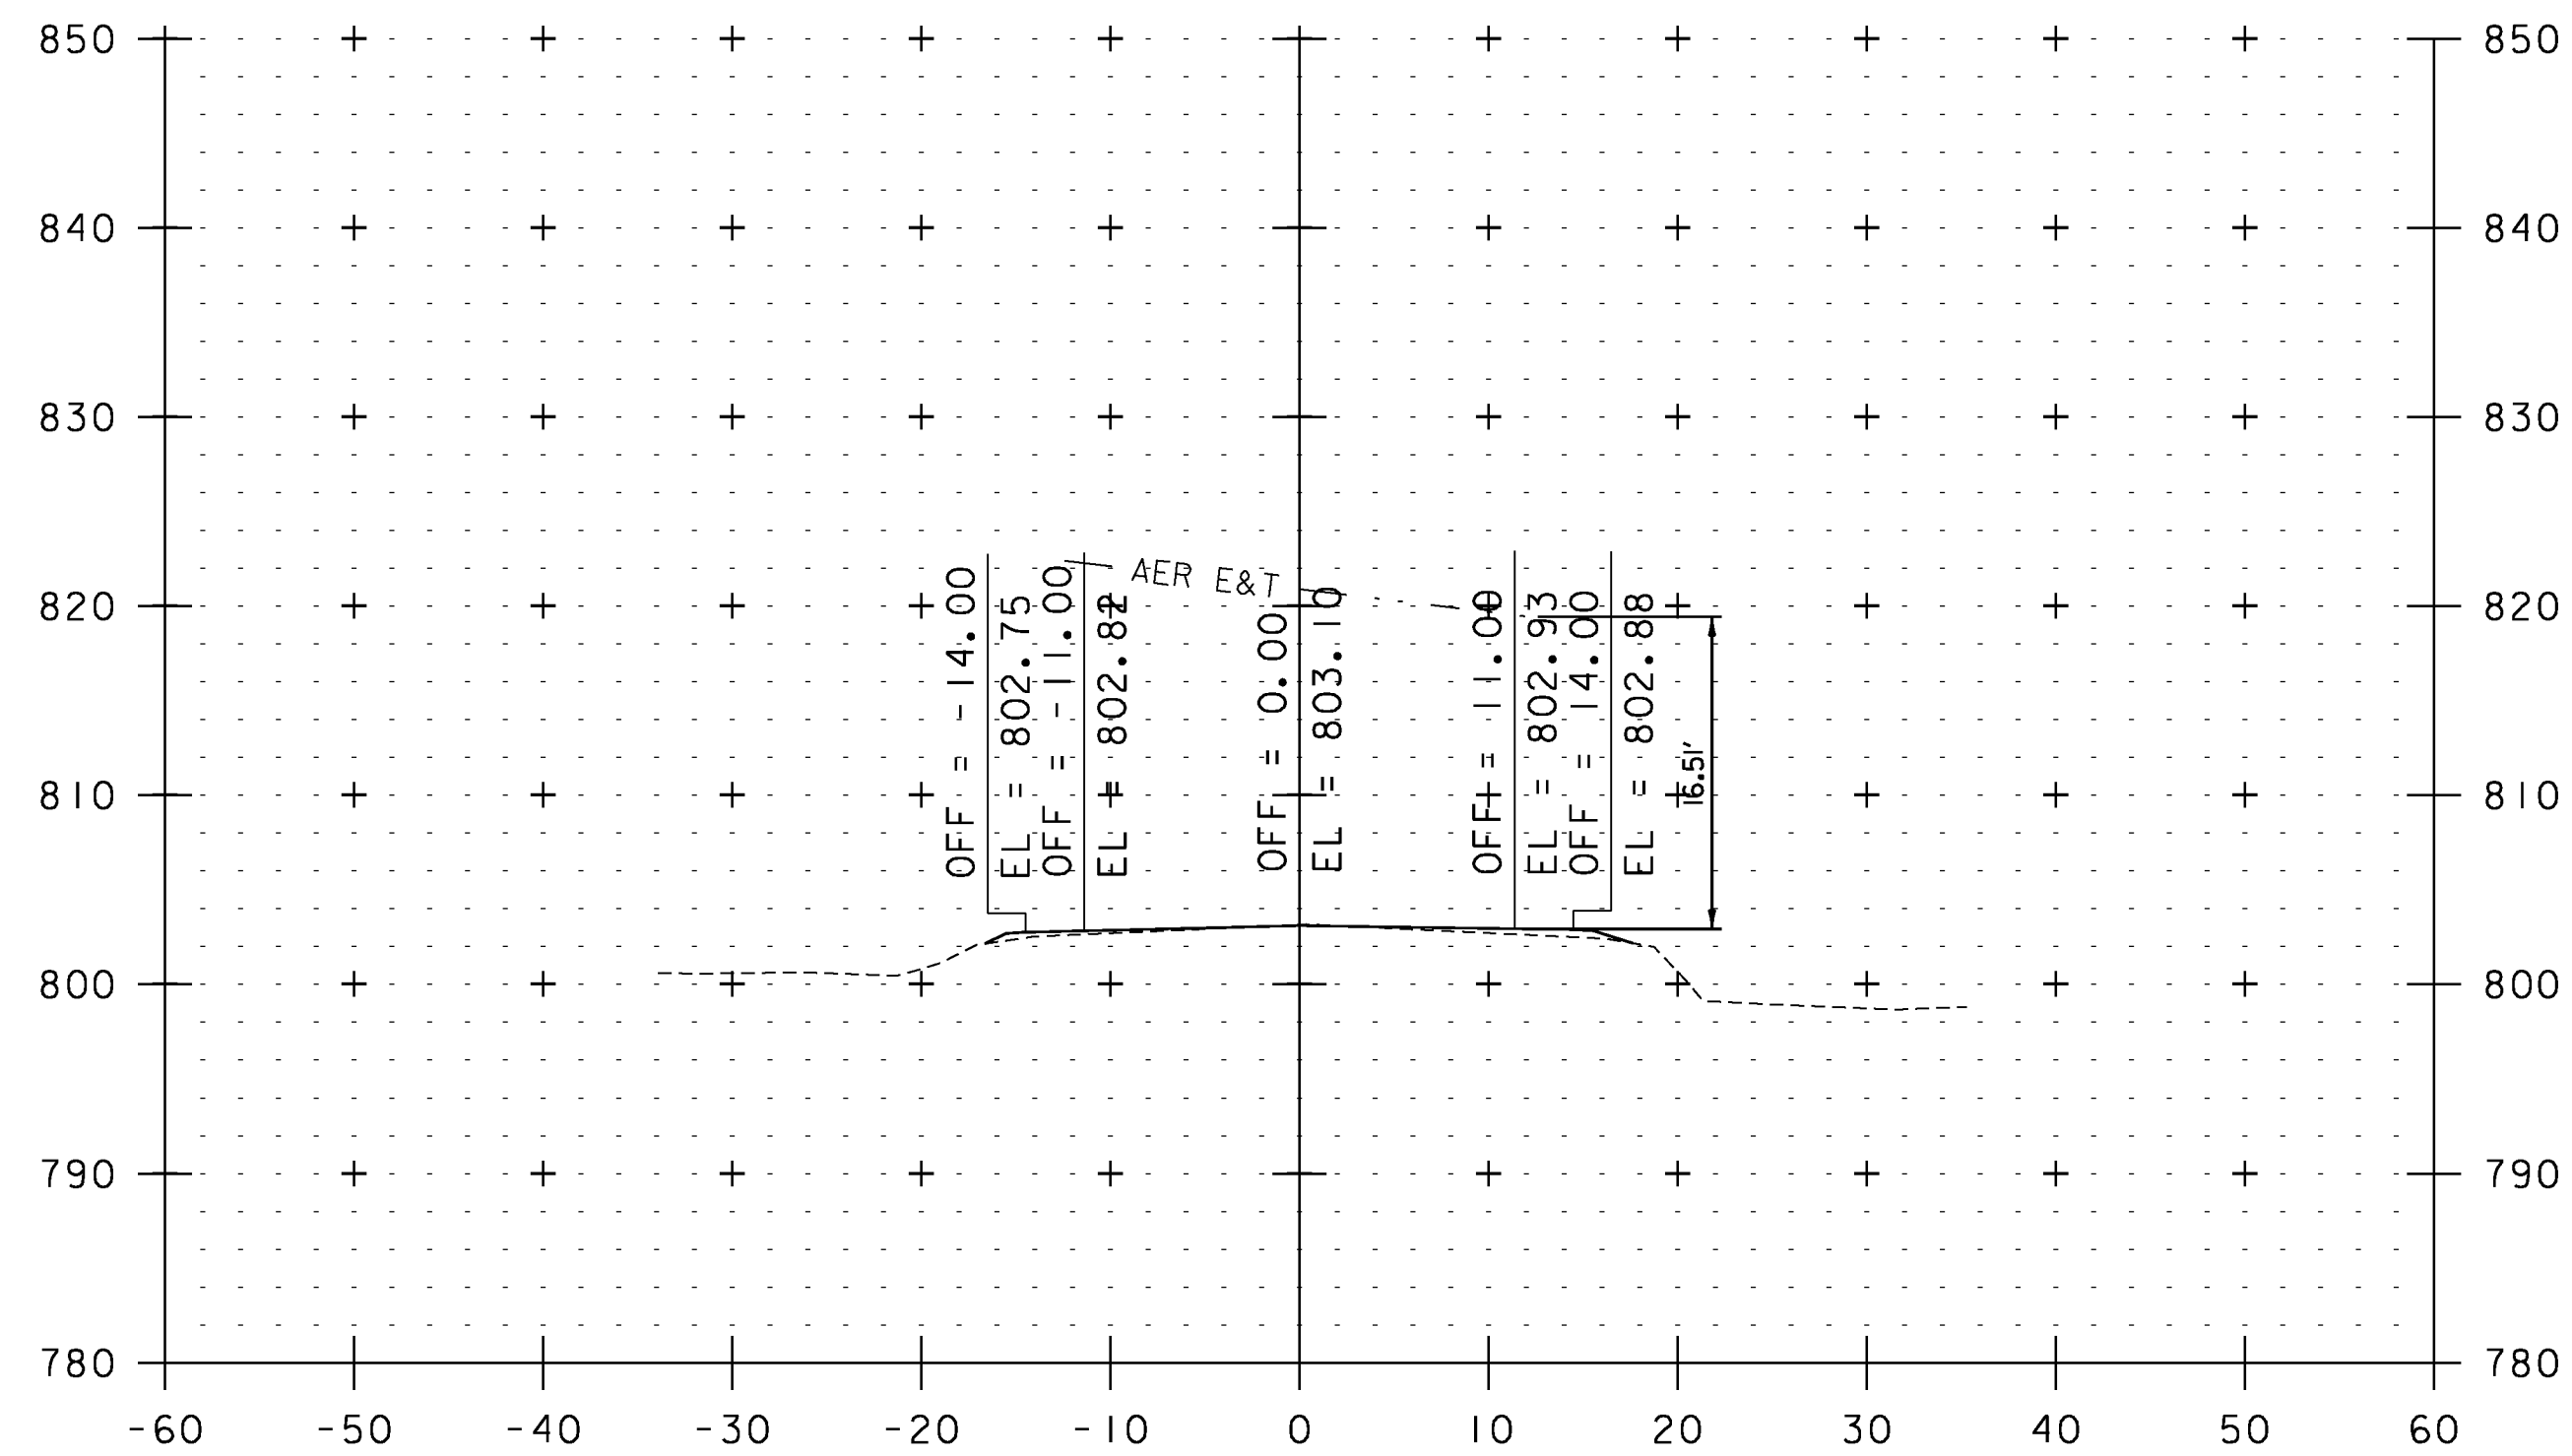 850 850
840 840
830 830
820 820
810 810
800 800
790 790
780 780
OFF = -14.00
EL = 802.75
OFF = -11.00
EL = 802.82
AER E&T
OFF = 0.00
EL = 803.10
OFF = 11.00
EL = 802.93
OFF = 14.00
EL = 802.88
16.51'
-60 -50 -40 -30 -20 -10 0 10 20 30 40 50 60